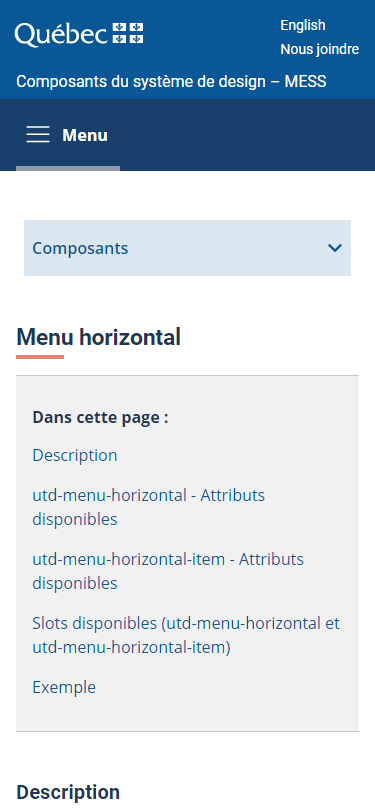 Québec
English
Nous joindre
Composants du système de design – MESS
Menu
Composants
Menu horizontal
Dans cette page :
Description
utd-menu-horizontal - Attributs
disponibles
utd-menu-horizontal-item - Attributs
disponibles
Slots disponibles (utd-menu-horizontal et
utd-menu-horizontal-item)
Exemple
Description